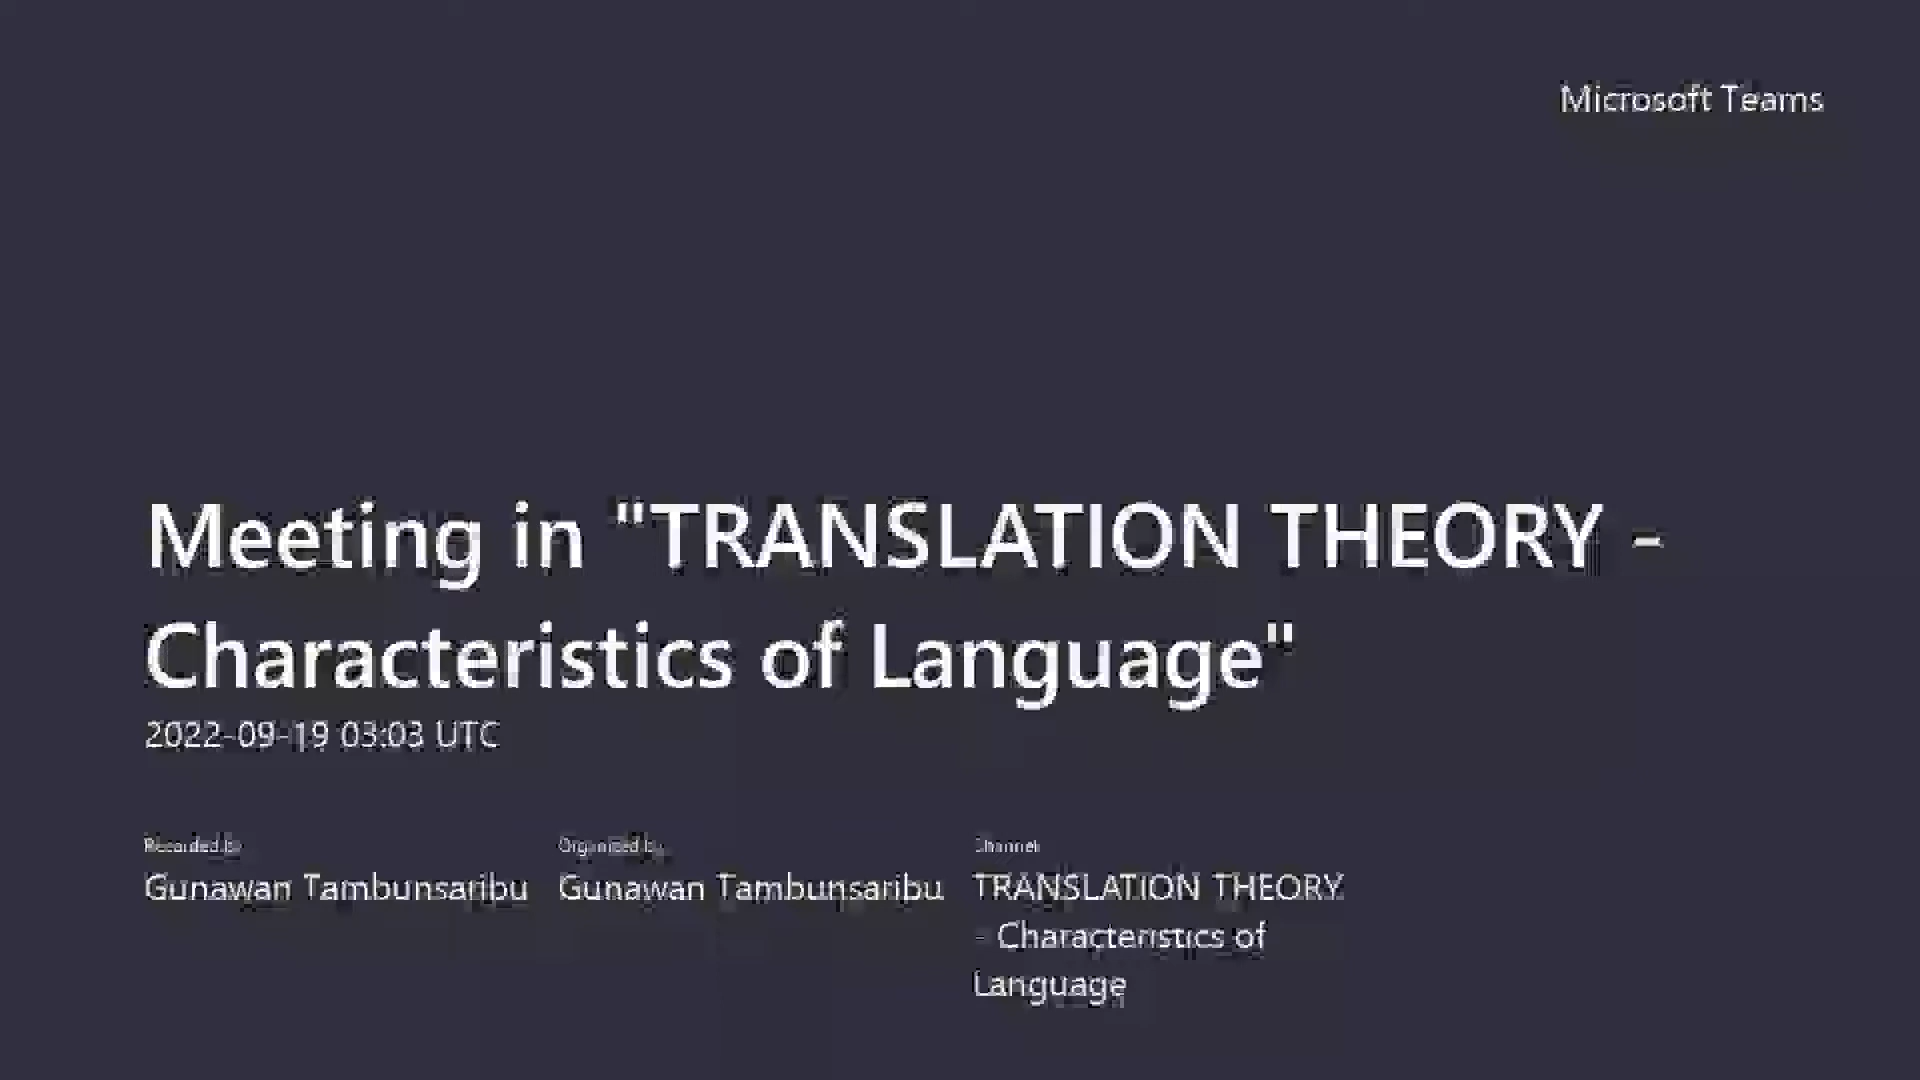 Microsoft Teams
Meeting in "TRANSLATION THEORY -
Characteristics of Language"
2022-09-19 03:03 UTC
Recorded by
Organized by
Channel
Gunawan Tambunsaribu
Gunawan Tambunsaribu
TRANSLATION THEORY
- Characteristics of
Language